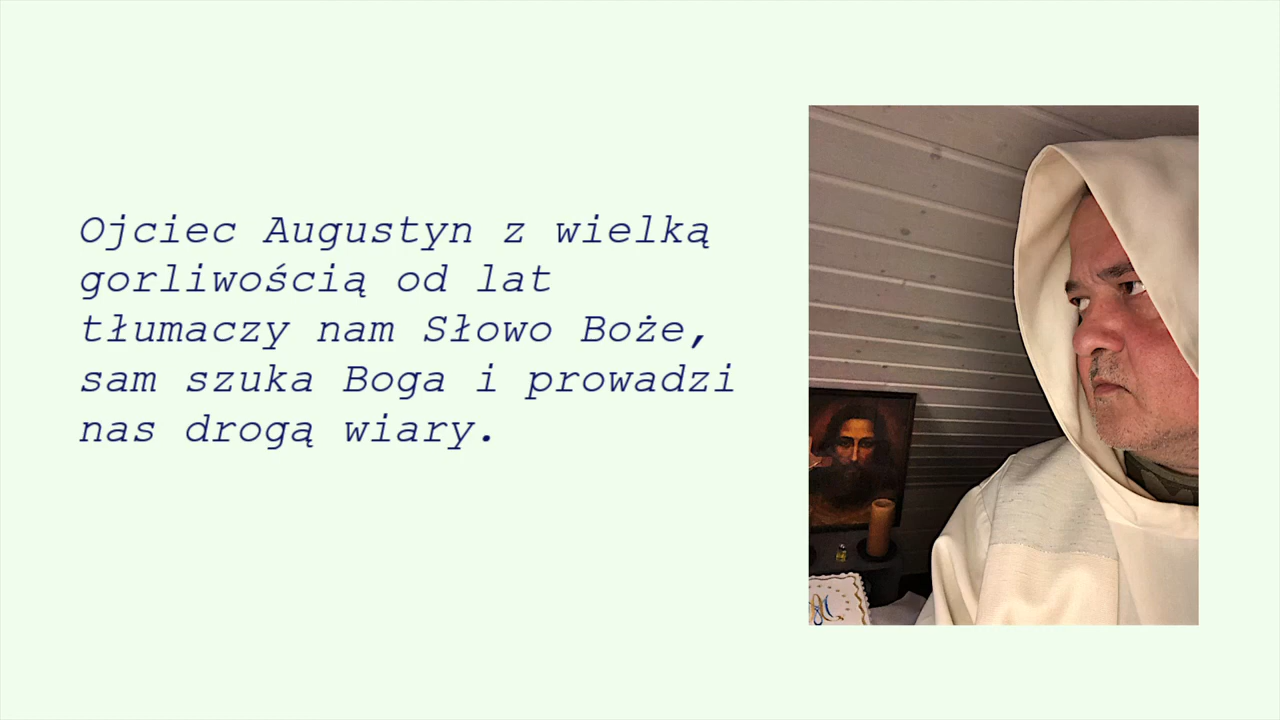 Ojciec Augustyn z wielką
gorliwością od lat
tłumaczy nam Słowo Boże,
sam szuka Boga i prowadzi
nas drogą wiary.